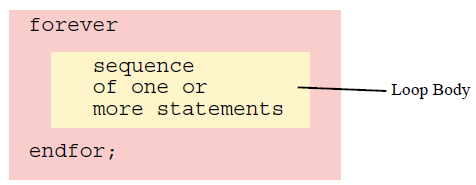 forever
sequence
of one or
more statements
Loop Body
endfor;